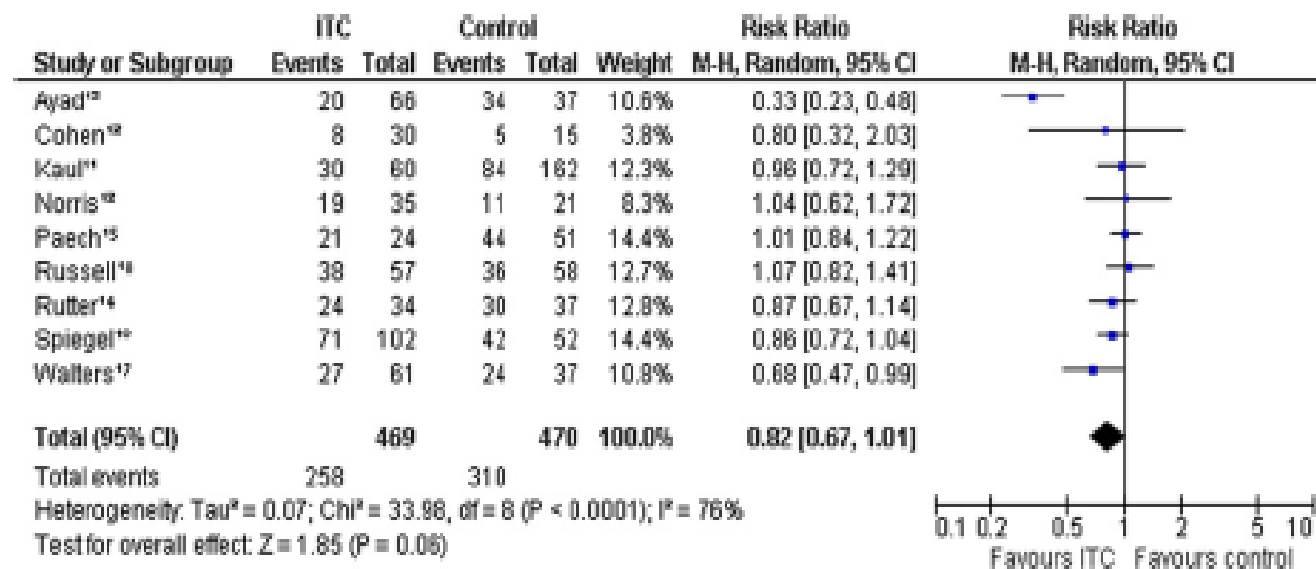 ITC Control Risk Ratio Risk Ratio
Study or Subgroup Events Total Events Total Weight M-H, Random, 95% CI M-H, Random, 95% CI
Ayad 20 66 34 37 10.6% 0.33 [0.23, 0.48]
Cohen 8 30 5 15 3.8% 0.80 [0.32, 2.03]
Kaul¹¹ 30 60 84 162 12.3% 0.96 [0.72, 1.29]
Norris 19 35 11 21 8.3% 1.04 [0.62, 1.72]
Paech¹⁵ 21 24 44 51 14.4% 1.01 [0.84, 1.22]
Russell 38 57 36 58 12.7% 1.07 [0.82, 1.41]
Rutter¹⁴ 24 34 30 37 12.8% 0.87 [0.67, 1.14]
Spiegel 71 102 42 52 14.4% 0.86 [0.72, 1.04]
Walters¹⁷ 27 61 24 37 10.8% 0.68 [0.47, 0.99]
Total (95% CI) 469 470 100.0% 0.82 [0.67, 1.01]
Total events 258 310
Heterogeneity: Tau² = 0.07; Chi² = 33.98, df = 8 (P < 0.0001); I² = 76%
Test for overall effect: Z = 1.85 (P = 0.06)
0.1 0.2 0.5 1 2 5 10
Favours ITC Favours control